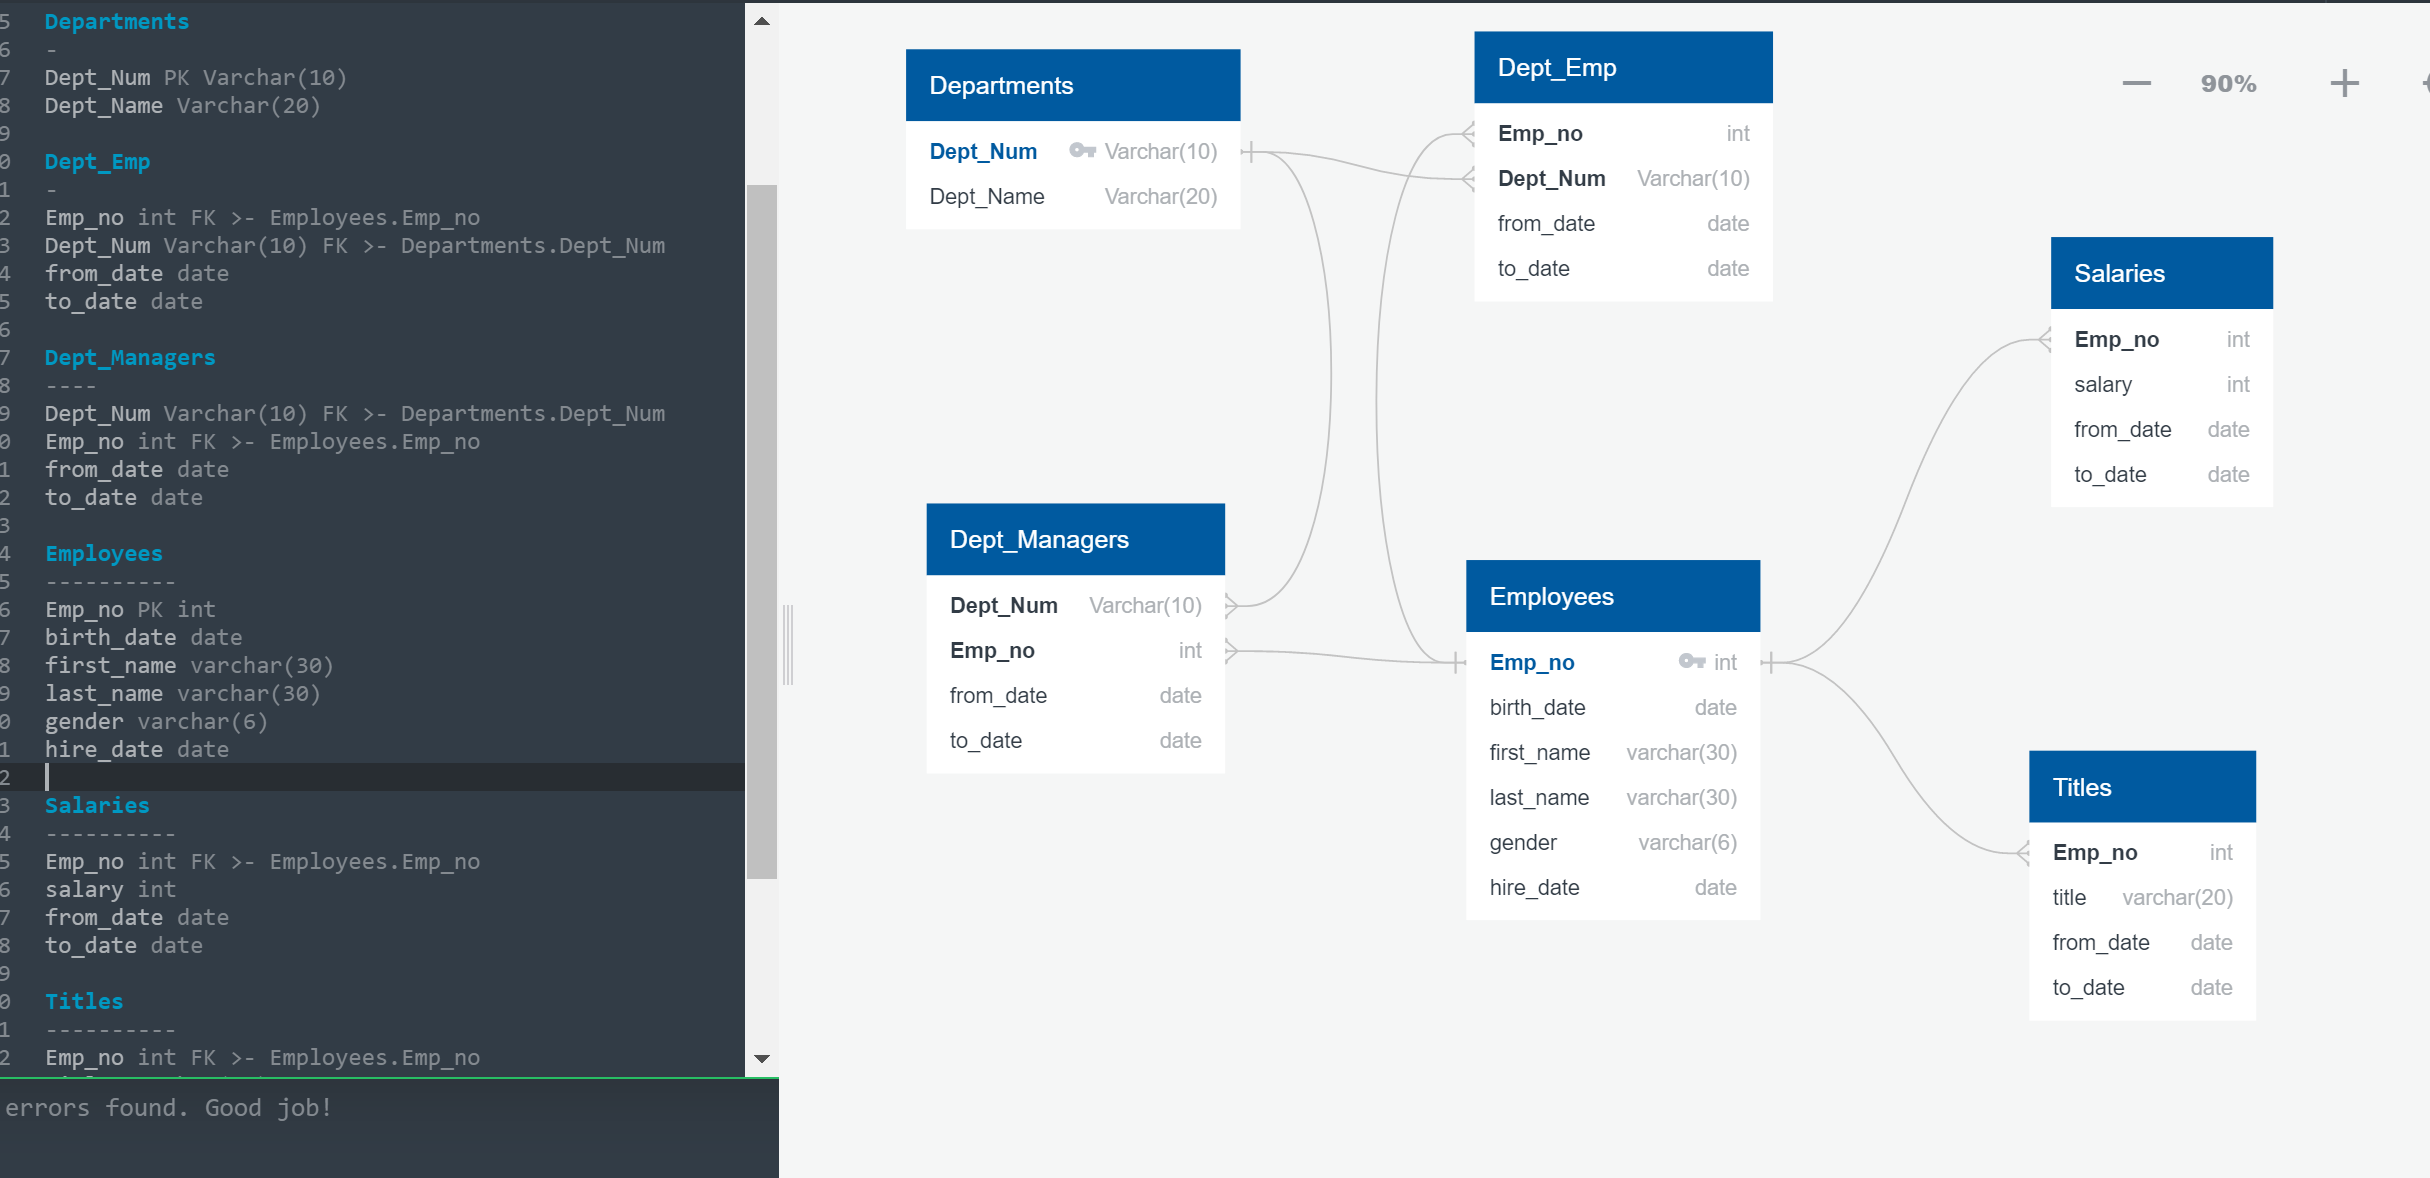 5 Departments
6 -
7 Dept_Num PK Varchar(10)
8 Dept_Name Varchar(20)
9
0 Dept_Emp
1 -
2 Emp_no int FK >- Employees.Emp_no
3 Dept_Num Varchar(10) FK >- Departments.Dept_Num
4 from_date date
5 to_date date
6
7 Dept_Managers
8 ----
9 Dept_Num Varchar(10) FK >- Departments.Dept_Num
0 Emp_no int FK >- Employees.Emp_no
1 from_date date
2 to_date date
3
4 Employees
5 ----------
6 Emp_no PK int
7 birth_date date
8 first_name varchar(30)
9 last_name varchar(30)
0 gender varchar(6)
1 hire_date date
2
3 Salaries
4 ----------
5 Emp_no int FK >- Employees.Emp_no
6 salary int
7 from_date date
8 to_date date
9
0 Titles
1 ----------
2 Emp_no int FK >- Employees.Emp_no
errors found. Good job!
Departments
Dept_Num Varchar(10)
Dept_Name Varchar(20)
Dept_Emp
Emp_no int
Dept_Num Varchar(10)
from_date date
to_date date
90%
Salaries
Emp_no int
salary int
from_date date
to_date date
Dept_Managers
Dept_Num Varchar(10)
Emp_no int
from_date date
to_date date
Employees
Emp_no int
birth_date date
first_name varchar(30)
last_name varchar(30)
gender varchar(6)
hire_date date
Titles
Emp_no int
title varchar(20)
from_date date
to_date date